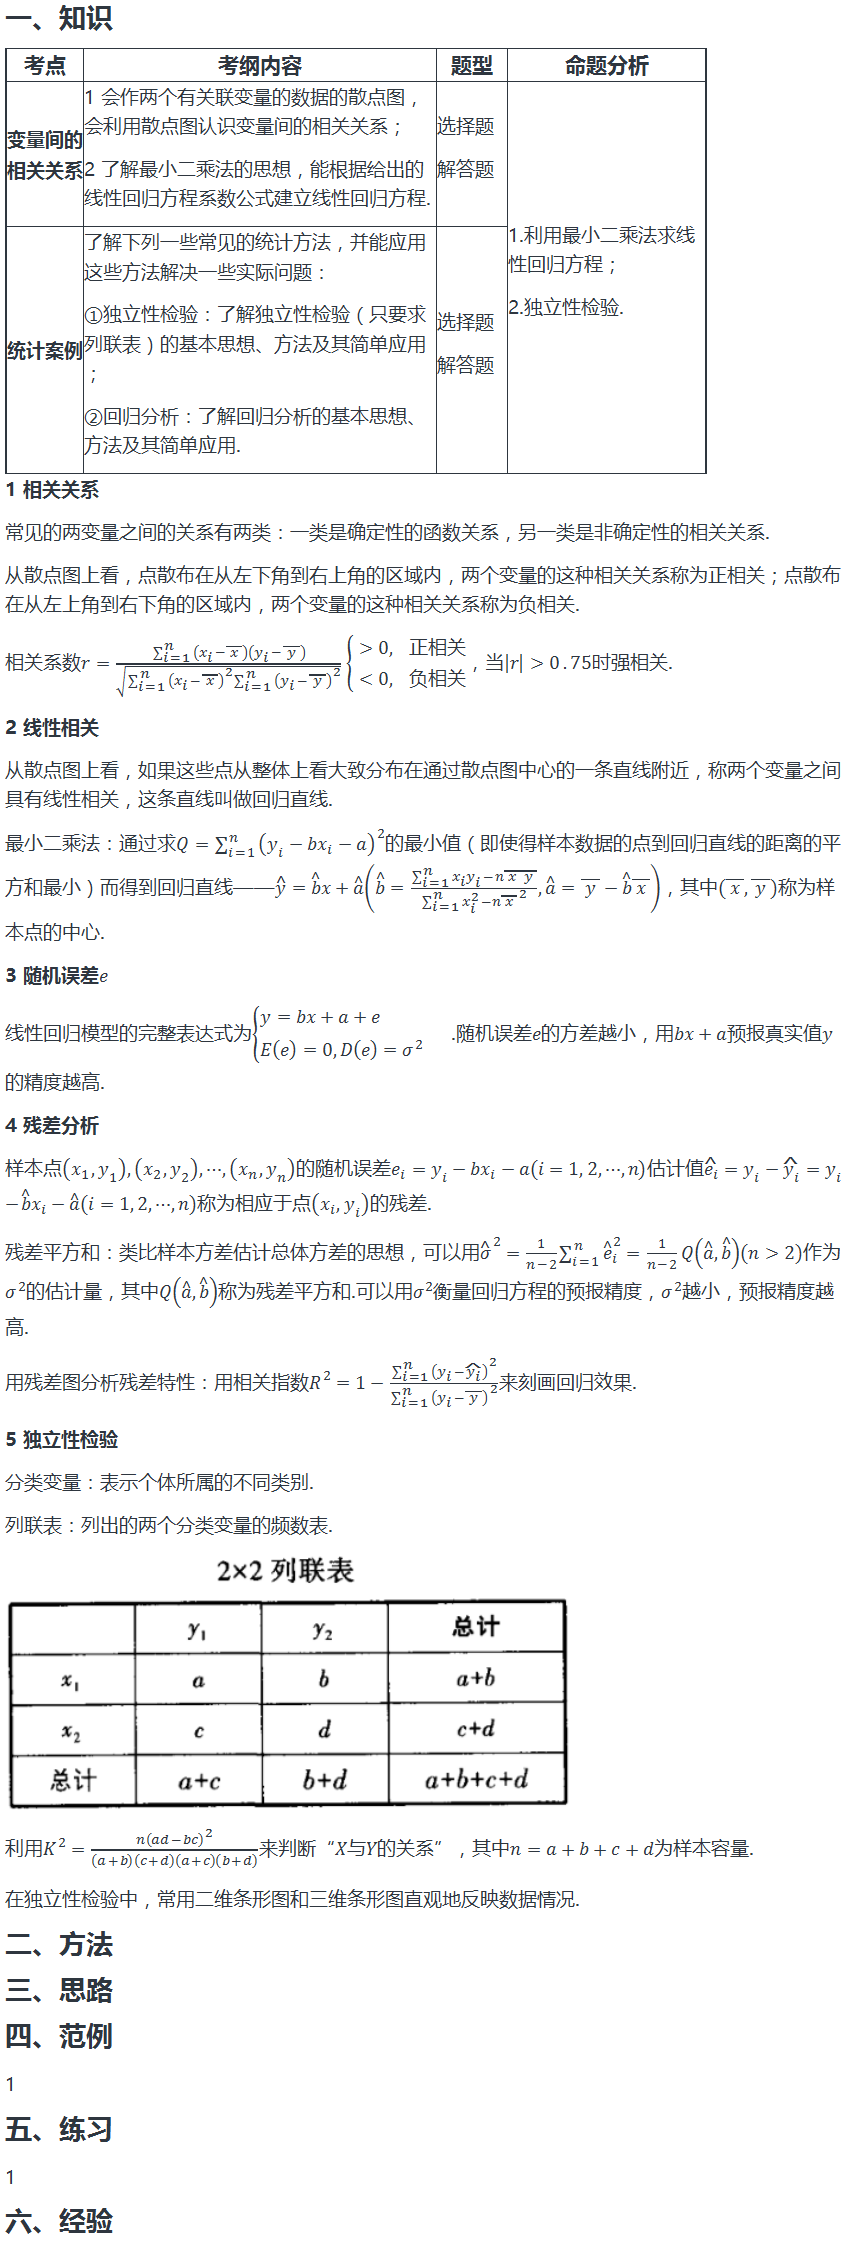 一、知识
考点 考纲内容 题型 命题分析
变量间的相关关系
1 会作两个有关联变量的数据的散点图，
会利用散点图认识变量间的相关关系；
2 了解最小二乘法的思想，能根据给出的
线性回归方程系数公式建立线性回归方程.
选择题
解答题
1.利用最小二乘法求线
性回归方程；
2.独立性检验.
统计案例
了解下列一些常见的统计方法，并能应用
这些方法解决一些实际问题：
①独立性检验：了解独立性检验（只要求
列联表）的基本思想、方法及其简单应用
；
②回归分析：了解回归分析的基本思想、
方法及其简单应用.
选择题
解答题
1 相关关系
常见的两变量之间的关系有两类：一类是确定性的函数关系，另一类是非确定性的相关关系.
从散点图上看，点散布在从左下角到右上角的区域内，两个变量的这种相关关系称为正相关；点散布
在从左上角到右下角的区域内，两个变量的这种相关关系称为负相关.
相关系数$r=\frac{\sum_{i=1}^{n}(x_i-\overline{x})(y_i-\overline{y})}{\sqrt{\sum_{i=1}^{n}(x_i-\overline{x})^2\sum_{i=1}^{n}(y_i-\overline{y})^2}}\begin{cases}>0, & 正相关\\<0, & 负相关\end{cases}$，当$|r|>0.75$时强相关.
2 线性相关
从散点图上看，如果这些点从整体上看大致分布在通过散点图中心的一条直线附近，称两个变量之间
具有线性相关，这条直线叫做回归直线.
最小二乘法：通过求$Q=\sum_{i=1}^{n}(y_i-bx_i-a)^2$的最小值（即使得样本数据的点到回归直线的距离的平
方和最小）而得到回归直线——$\hat{y}=\hat{b}x+\hat{a}\left(\hat{b}=\frac{\sum_{i=1}^{n}x_iy_i-n\overline{x}\,\overline{y}}{\sum_{i=1}^{n}x_i^2-n\overline{x}^2},\hat{a}=\overline{y}-\hat{b}\overline{x}\right)$，其中$(\overline{x},\overline{y})$称为样
本点的中心.
3 随机误差$e$
线性回归模型的完整表达式为$\begin{cases}y=bx+a+e\\E(e)=0,D(e)=\sigma^2\end{cases}$.随机误差$e$的方差越小，用$bx+a$预报真实值$y$
的精度越高.
4 残差分析
样本点$(x_1,y_1),(x_2,y_2),\cdots,(x_n,y_n)$的随机误差$e_i=y_i-bx_i-a(i=1,2,\cdots,n)$估计值$\hat{e_i}=y_i-\hat{y_i}=y_i$
$-\hat{b}x_i-\hat{a}(i=1,2,\cdots,n)$称为相应于点$(x_i,y_i)$的残差.
残差平方和：类比样本方差估计总体方差的思想，可以用$\hat{\sigma}^2=\frac{1}{n-2}\sum_{i=1}^{n}\hat{e}_i^2=\frac{1}{n-2}Q(\hat{a},\hat{b})(n>2)$作为
$\sigma^2$的估计量，其中$Q(\hat{a},\hat{b})$称为残差平方和.可以用$\sigma^2$衡量回归方程的预报精度，$\sigma^2$越小，预报精度越
高.
用残差图分析残差特性：用相关指数$R^2=1-\frac{\sum_{i=1}^{n}(y_i-\hat{y_i})^2}{\sum_{i=1}^{n}(y_i-\overline{y})^2}$来刻画回归效果.
5 独立性检验
分类变量：表示个体所属的不同类别.
列联表：列出的两个分类变量的频数表.
2×2 列联表
$y_1$ $y_2$ 总计
$x_1$ a b a+b
$x_2$ c d c+d
总计 a+c b+d a+b+c+d
利用$K^2=\frac{n(ad-bc)^2}{(a+b)(c+d)(a+c)(b+d)}$来判断“$X$与$Y$的关系”，其中$n=a+b+c+d$为样本容量.
在独立性检验中，常用二维条形图和三维条形图直观地反映数据情况.
二、方法
三、思路
四、范例
1
五、练习
1
六、经验